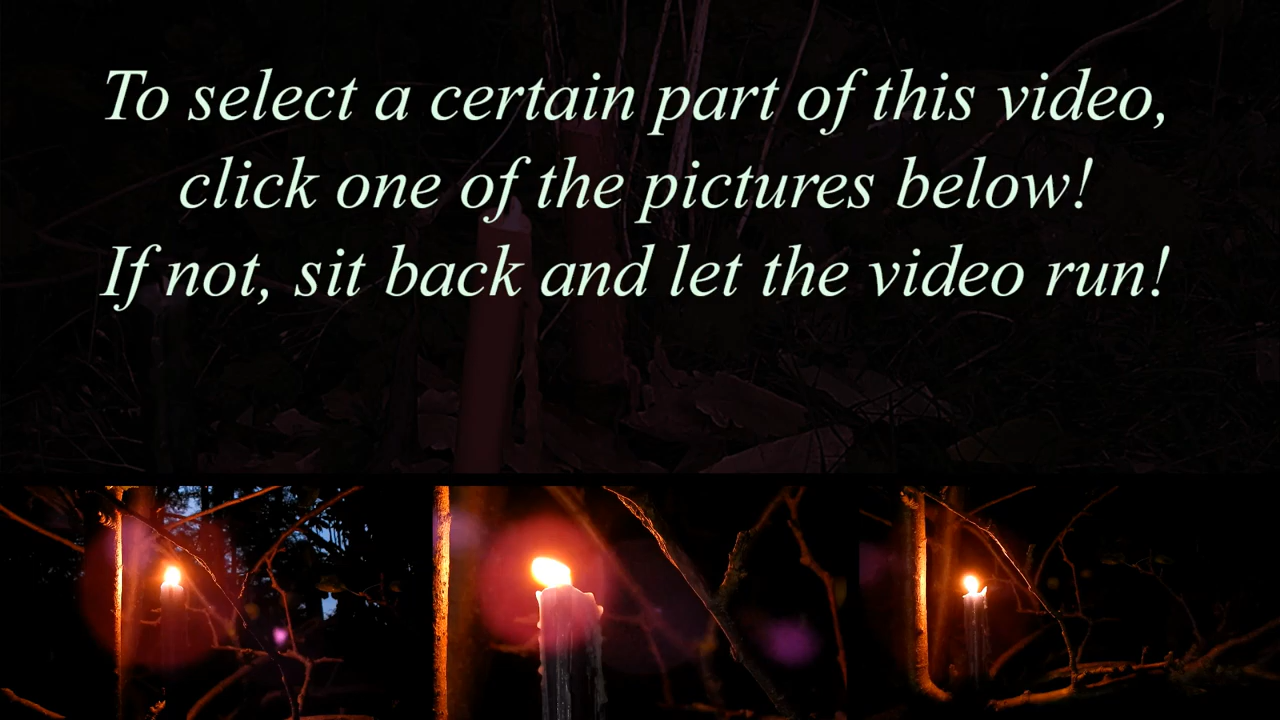 To select a certain part of this video,
click one of the pictures below!
If not, sit back and let the video run!